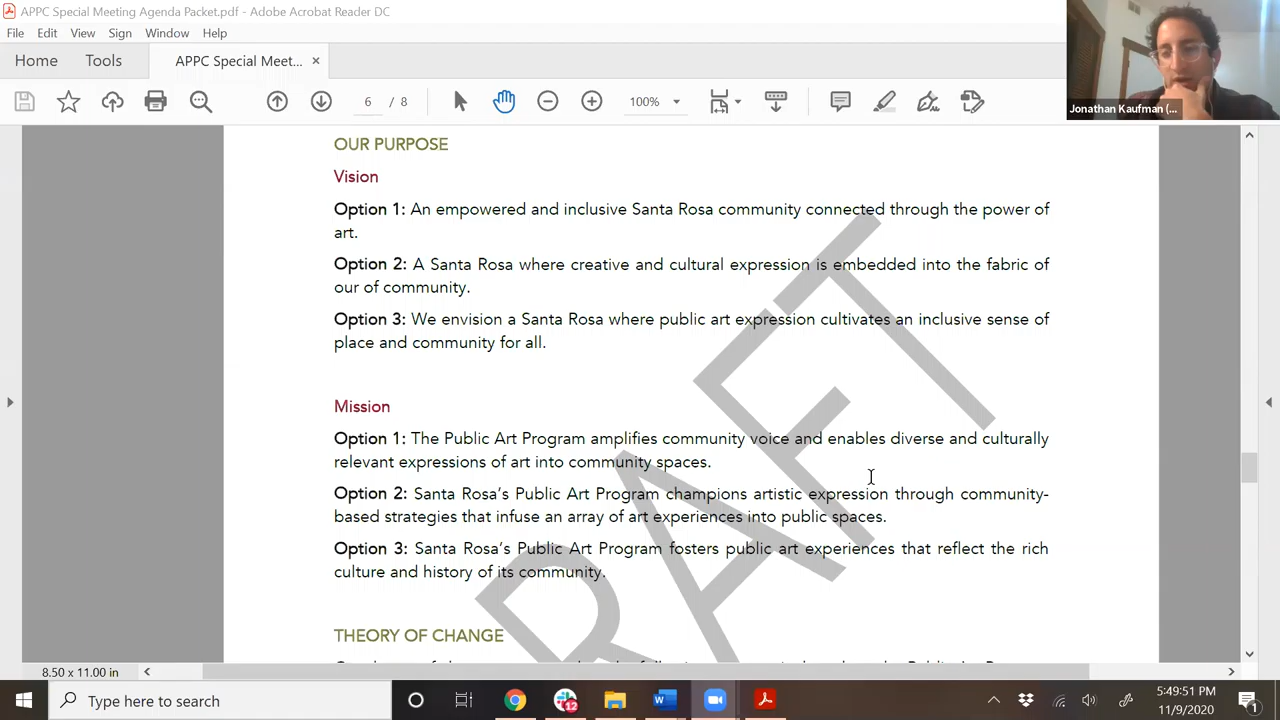 APPC Special Meeting Agenda Packet.pdf - Adobe Acrobat Reader DC
File Edit View Sign Window Help
Home Tools APPC Special Meet... ×
6 / 8 100%
Jonathan Kaufman (...
OUR PURPOSE
Vision
Option 1: An empowered and inclusive Santa Rosa community connected through the power of
art.
Option 2: A Santa Rosa where creative and cultural expression is embedded into the fabric of
our of community.
Option 3: We envision a Santa Rosa where public art expression cultivates an inclusive sense of
place and community for all.
Mission
Option 1: The Public Art Program amplifies community voice and enables diverse and culturally
relevant expressions of art into community spaces.
Option 2: Santa Rosa's Public Art Program champions artistic expression through community-
based strategies that infuse an array of art experiences into public spaces.
Option 3: Santa Rosa's Public Art Program fosters public art experiences that reflect the rich
culture and history of its community.
THEORY OF CHANGE
RAFT
8.50 x 11.00 in
Type here to search
12
5:49:51 PM
11/9/2020
1